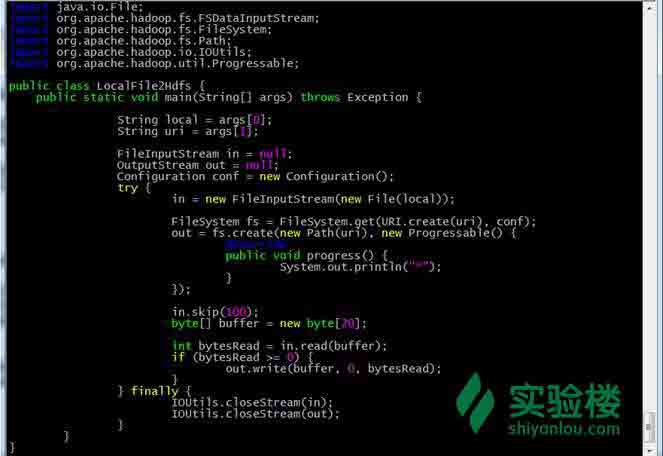 import java.io.File;
import org.apache.hadoop.fs.FSDataInputStream;
import org.apache.hadoop.fs.FileSystem;
import org.apache.hadoop.fs.Path;
import org.apache.hadoop.io.IOUtils;
import org.apache.hadoop.util.Progressable;

public class LocalFile2Hdfs {
    public static void main(String[] args) throws Exception {

                String local = args[0];
                String uri = args[1];

                FileInputStream in = null;
                OutputStream out = null;
                Configuration conf = new Configuration();
                try {
                        in = new FileInputStream(new File(local));

                        FileSystem fs = FileSystem.get(URI.create(uri), conf);
                        out = fs.create(new Path(uri), new Progressable() {
                                @Override
                                public void progress() {
                                        System.out.println("*");
                                }
                        });

                        in.skip(100);
                        byte[] buffer = new byte[20];

                        int bytesRead = in.read(buffer);
                        if (bytesRead >= 0) {
                                out.write(buffer, 0, bytesRead);
                        }
                } finally {
                        IOUtils.closeStream(in);
                        IOUtils.closeStream(out);
                }
        }
}
实验楼
shiyanlou.com